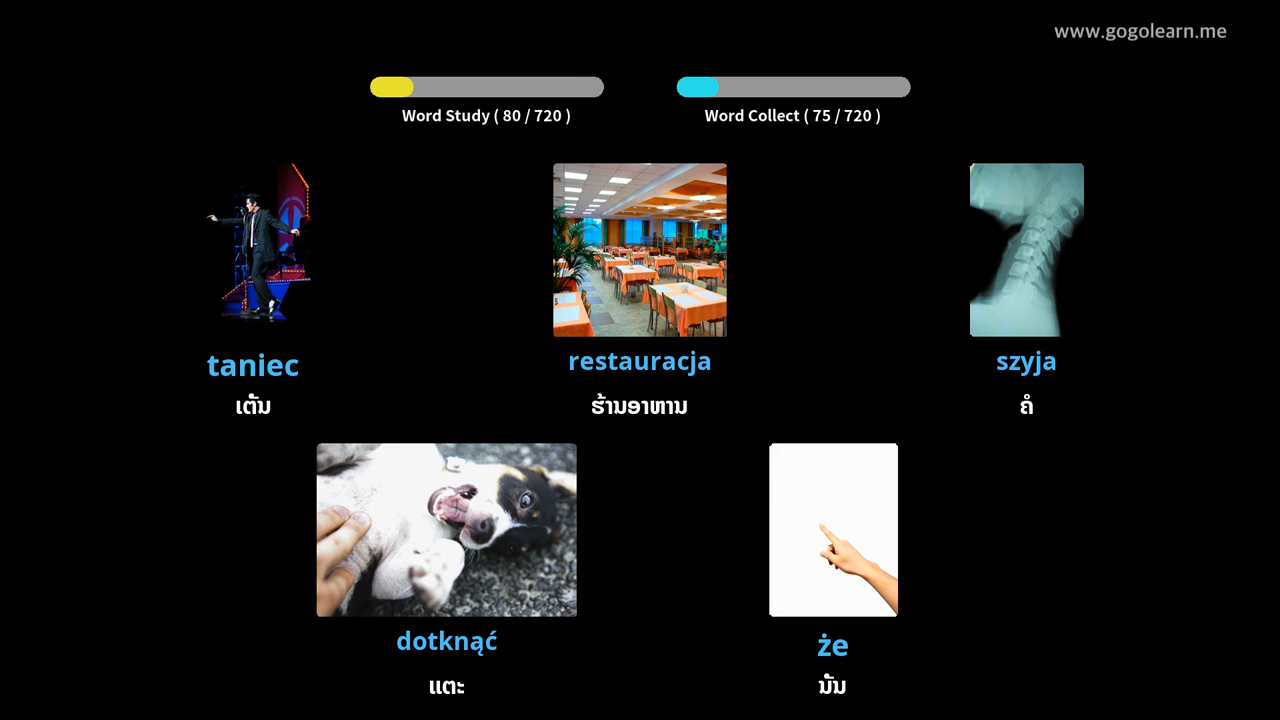 www.gogolearn.me
Word Study ( 80 / 720 )
Word Collect ( 75 / 720 )
taniec
restauracja
szyja
ເຕັ້ນ
ຮ້ານອາຫານ
ຄໍ
dotknąć
że
ແຕະ
ນັ້ນ